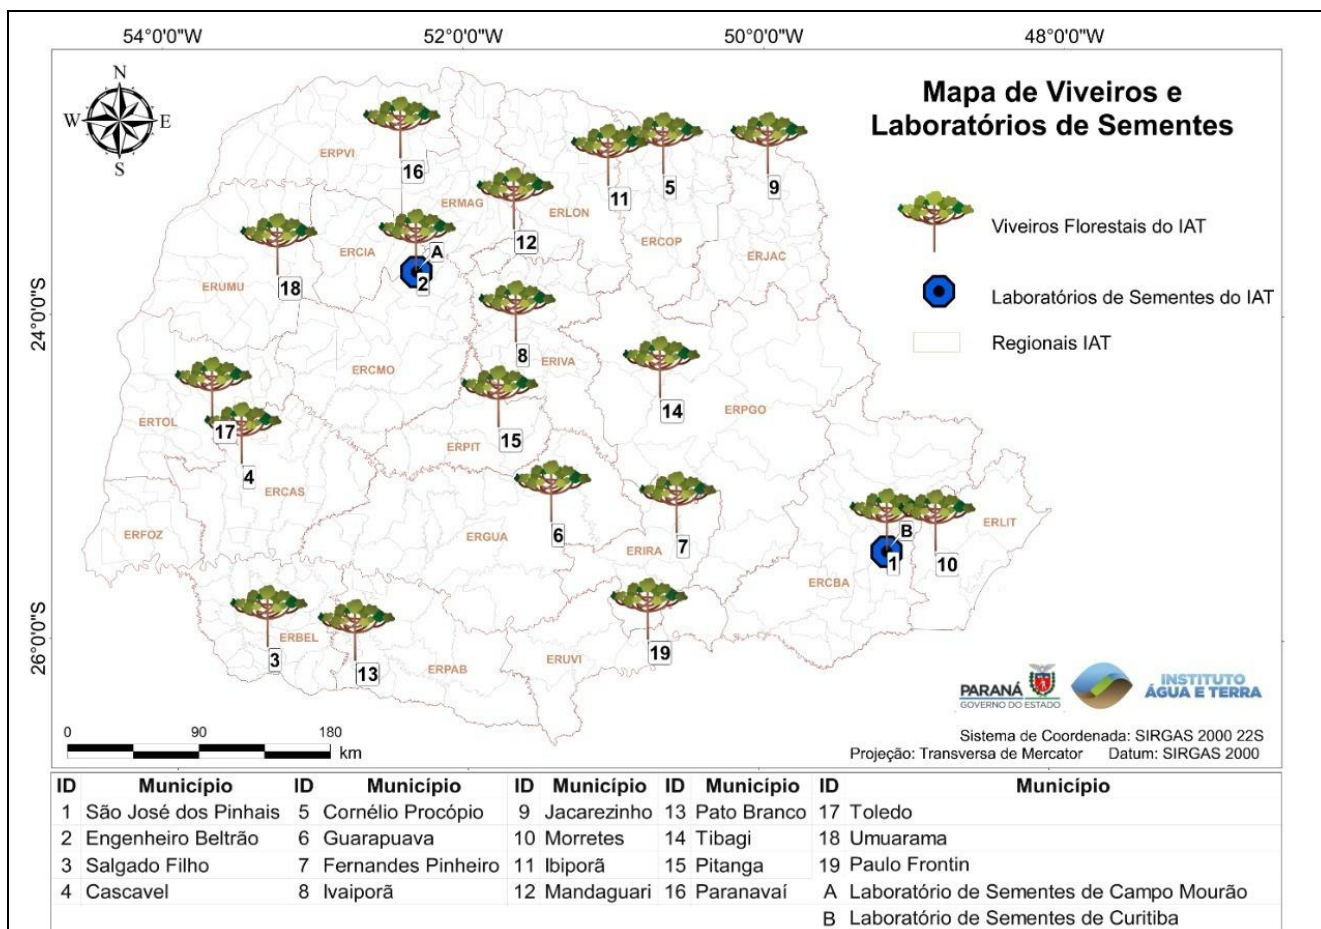 54°0'0"W 52°0'0"W 50°0'0"W 48°0'0"W
N
W E
S
Mapa de Viveiros e
Laboratórios de Sementes
Viveiros Florestais do IAT
Laboratórios de Sementes do IAT
Regionais IAT
24°0'0"S
26°0'0"S
ERPVI
16
ERMAG
12
ERLON
11
5
9
ERCOP
ERJAC
ERUMU
18
ERCIA
A
2
8
ERIVA
ERCMO
14
ERPGO
ERTOL
17
4
ERPIT
15
ERCAS
ERFOZ
ERGUA
6
ERIRA
7
B
1
10
ERLIT
ERCBA
3
ERBEL
13
ERPAB
ERUVI
19
PARANÁ
GOVERNO DO ESTADO
INSTITUTO
ÁGUA E TERRA
0 90 180
km
Sistema de Coordenada: SIRGAS 2000 22S
Projeção: Transversa de Mercator Datum: SIRGAS 2000
ID Município ID Município ID Município ID Município ID Município
1 São José dos Pinhais 5 Cornélio Procópio 9 Jacarezinho 13 Pato Branco 17 Toledo
2 Engenheiro Beltrão 6 Guarapuava 10 Morretes 14 Tibagi 18 Umuarama
3 Salgado Filho 7 Fernandes Pinheiro 11 Ibiporã 15 Pitanga 19 Paulo Frontin
4 Cascavel 8 Ivaiporã 12 Mandaguari 16 Paranavaí A Laboratório de Sementes de Campo Mourão
B Laboratório de Sementes de Curitiba